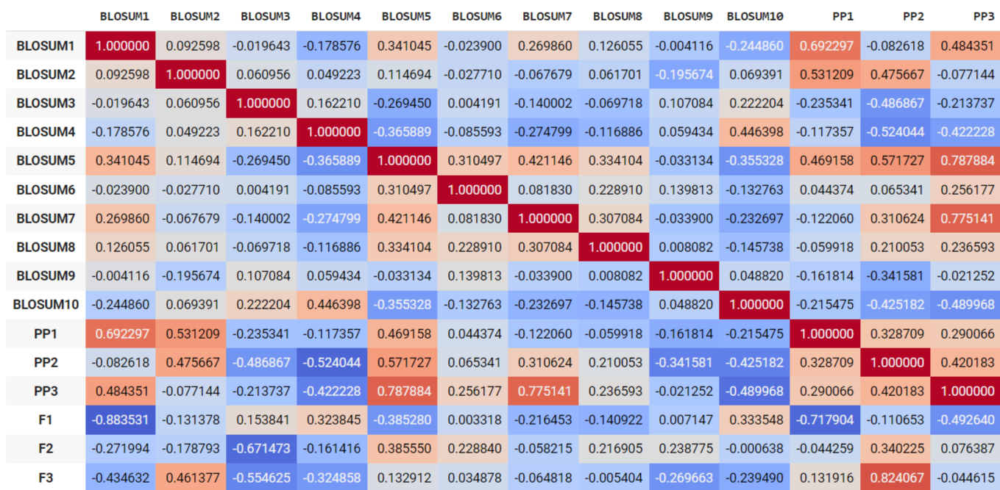 BLOSUM1 BLOSUM2 BLOSUM3 BLOSUM4 BLOSUM5 BLOSUM6 BLOSUM7 BLOSUM8 BLOSUM9 BLOSUM10 PP1 PP2 PP3
BLOSUM1 1.000000 0.092598 -0.019643 -0.178576 0.341045 -0.023900 0.269860 0.126055 -0.004116 -0.244860 0.692297 -0.082618 0.484351
BLOSUM2 0.092598 1.000000 0.060956 0.049223 0.114694 -0.027710 -0.067679 0.061701 -0.195674 0.069391 0.531209 0.475667 -0.077144
BLOSUM3 -0.019643 0.060956 1.000000 0.162210 -0.269450 0.004191 -0.140002 -0.069718 0.107084 0.222204 -0.235341 -0.486867 -0.213737
BLOSUM4 -0.178576 0.049223 0.162210 1.000000 -0.365889 -0.085593 -0.274799 -0.116886 0.059434 0.446398 -0.117357 -0.524044 -0.422228
BLOSUM5 0.341045 0.114694 -0.269450 -0.365889 1.000000 0.310497 0.421146 0.334104 -0.033134 -0.355328 0.469158 0.571727 0.787884
BLOSUM6 -0.023900 -0.027710 0.004191 -0.085593 0.310497 1.000000 0.081830 0.228910 0.139813 -0.132763 0.044374 0.065341 0.256177
BLOSUM7 0.269860 -0.067679 -0.140002 -0.274799 0.421146 0.081830 1.000000 0.307084 -0.033900 -0.232697 -0.122060 0.310624 0.775141
BLOSUM8 0.126055 0.061701 -0.069718 -0.116886 0.334104 0.228910 0.307084 1.000000 0.008082 -0.145738 -0.059918 0.210053 0.236593
BLOSUM9 -0.004116 -0.195674 0.107084 0.059434 -0.033134 0.139813 -0.033900 0.008082 1.000000 0.048820 -0.161814 -0.341581 -0.021252
BLOSUM10 -0.244860 0.069391 0.222204 0.446398 -0.355328 -0.132763 -0.232697 -0.145738 0.048820 1.000000 -0.215475 -0.425182 -0.489968
PP1 0.692297 0.531209 -0.235341 -0.117357 0.469158 0.044374 -0.122060 -0.059918 -0.161814 -0.215475 1.000000 0.328709 0.290066
PP2 -0.082618 0.475667 -0.486867 -0.524044 0.571727 0.065341 0.310624 0.210053 -0.341581 -0.425182 0.328709 1.000000 0.420183
PP3 0.484351 -0.077144 -0.213737 -0.422228 0.787884 0.256177 0.775141 0.236593 -0.021252 -0.489968 0.290066 0.420183 1.000000
F1 -0.883531 -0.131378 0.153841 0.323845 -0.385280 0.003318 -0.216453 -0.140922 0.007147 0.333548 -0.717904 -0.110653 -0.492640
F2 -0.271994 -0.178793 -0.671473 -0.161416 0.385550 0.228840 -0.058215 0.216905 0.238775 -0.000638 -0.044259 0.340225 0.076387
F3 -0.434632 0.461377 -0.554625 -0.324858 0.132912 0.034878 -0.064818 -0.005404 -0.269663 -0.239490 0.131916 0.824067 -0.044615